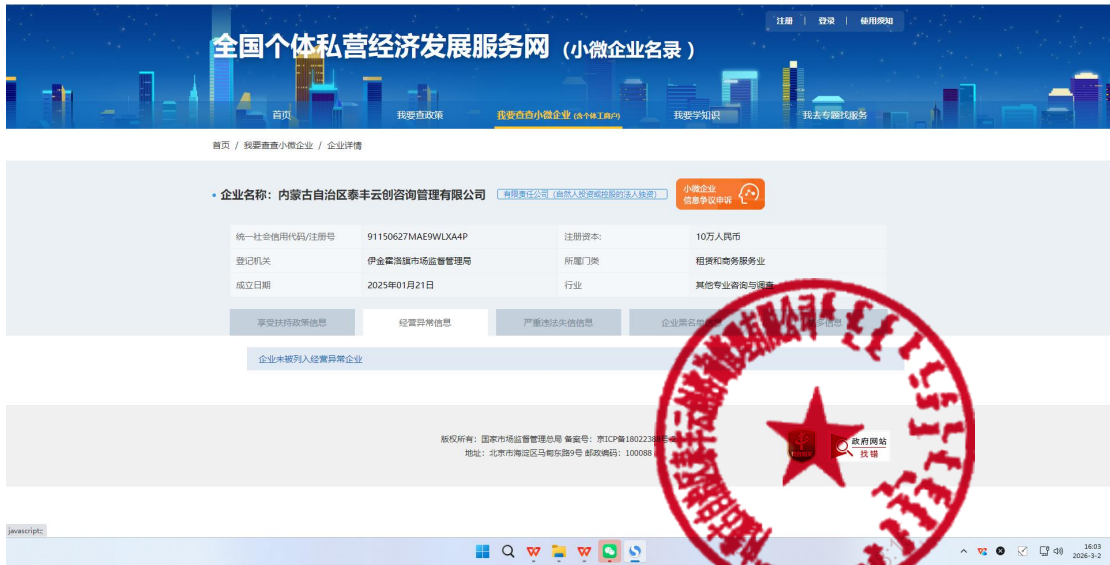 注册 | 登录 | 使用须知
全国个体私营经济发展服务网 (小微企业名录)
首页 我要查政策 我要查查小微企业 (含个体工商户) 我要学知识 我去专题找服务
首页 / 我要查查小微企业 / 企业详情
企业名称: 内蒙古自治区泰丰云创咨询管理有限公司 有限责任公司 (自然人投资或控股的法人独资) 小微企业
信息争议申诉
统一社会信用代码/注册号 91150627MAE9WLXA4P 注册资本: 10万人民币
登记机关 伊金霍洛旗市场监督管理局 所属门类 租赁和商务服务业
成立日期 2025年01月21日 行业 其他专业咨询与调查
享受扶持政策信息 经营异常信息 严重违法失信信息 企业黑名单信息
企业未被列入经营异常企业
版权所有: 国家市场监督管理总局 备案号: 京ICP备18022388号
地址: 北京市海淀区马甸东路9号 邮政编码: 100088
政府网站
找错
javascript:;
16:03
2026-3-2